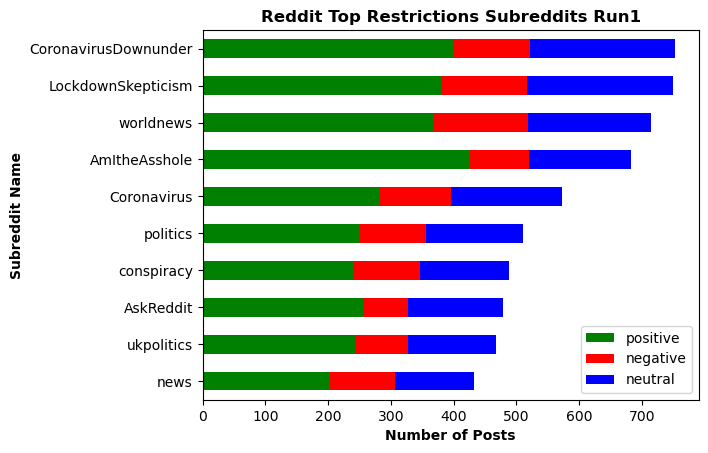 Reddit Top Restrictions Subreddits Run1
Subreddit Name
CoronavirusDownunder
LockdownSkepticism
worldnews
AmItheAsshole
Coronavirus
politics
conspiracy
AskReddit
ukpolitics
news
positive
negative
neutral
0 100 200 300 400 500 600 700
Number of Posts